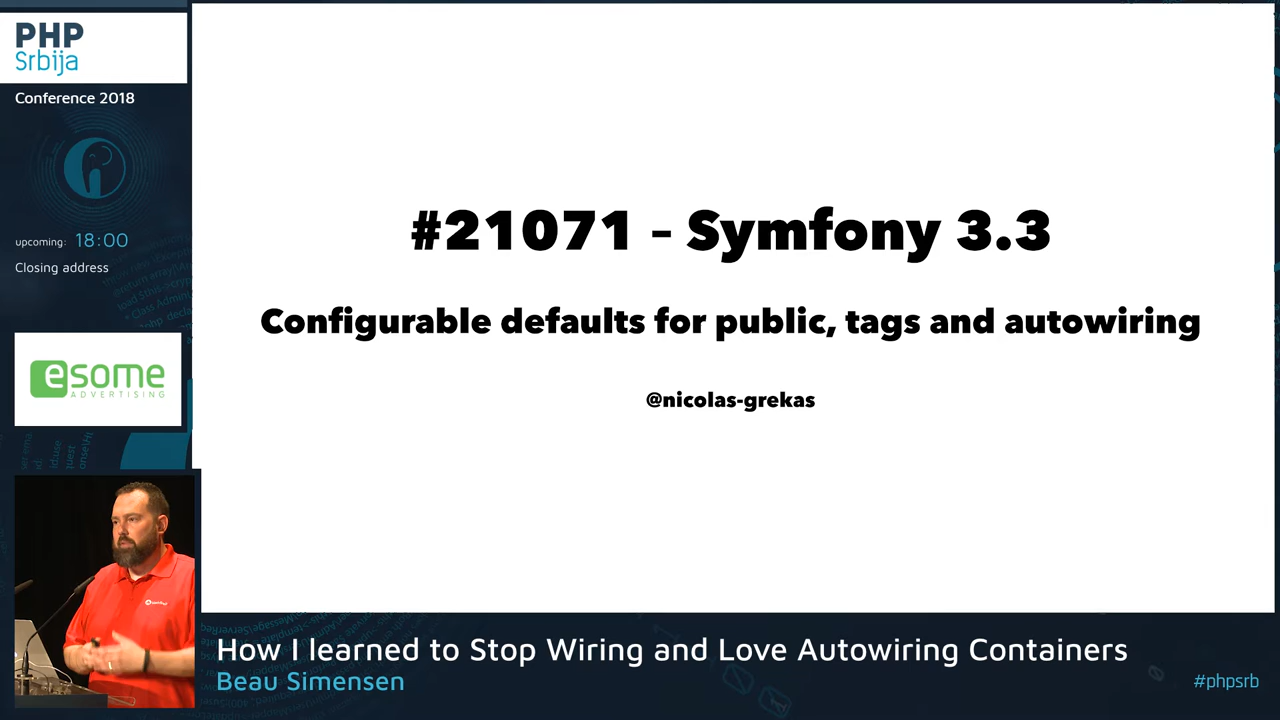 PHP
Srbija
Conference 2018
upcoming: 18:00
Closing address
esome
ADVERTISING
#21071 – Symfony 3.3
Configurable defaults for public, tags and autowiring
@nicolas-grekas
How I learned to Stop Wiring and Love Autowiring Containers
Beau Simensen
#phpsrb